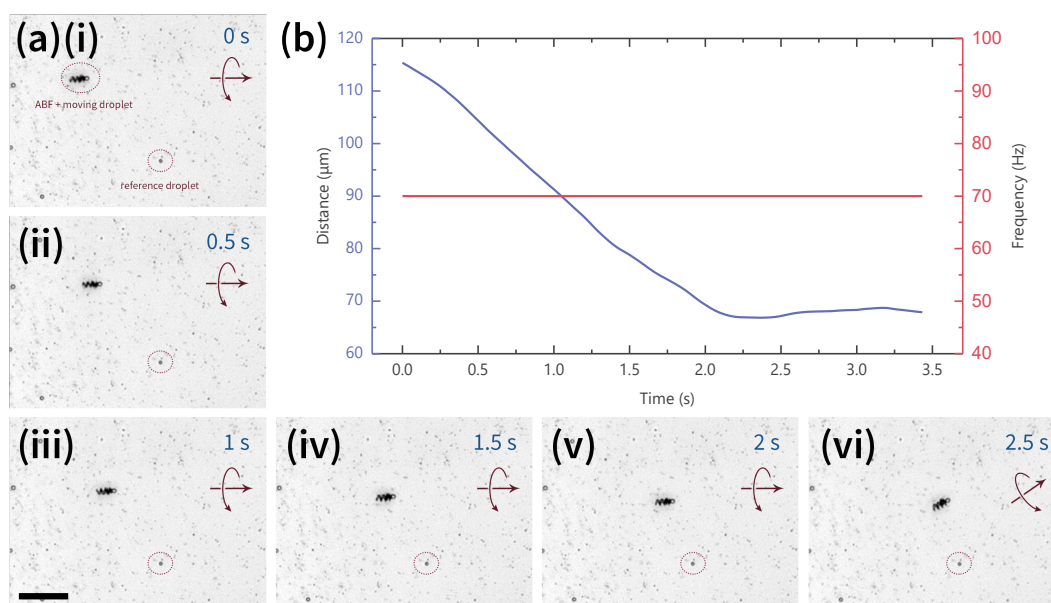 (a)(i)
0 s
ABF + moving droplet
reference droplet
(ii)
0.5 s
(iii)
1 s
(iv)
1.5 s
(v)
2 s
(vi)
2.5 s
(b)
120
110
100
90
80
70
60
Distance (μm)
100
90
80
70
60
50
40
Frequency (Hz)
0.0 0.5 1.0 1.5 2.0 2.5 3.0 3.5
Time (s)